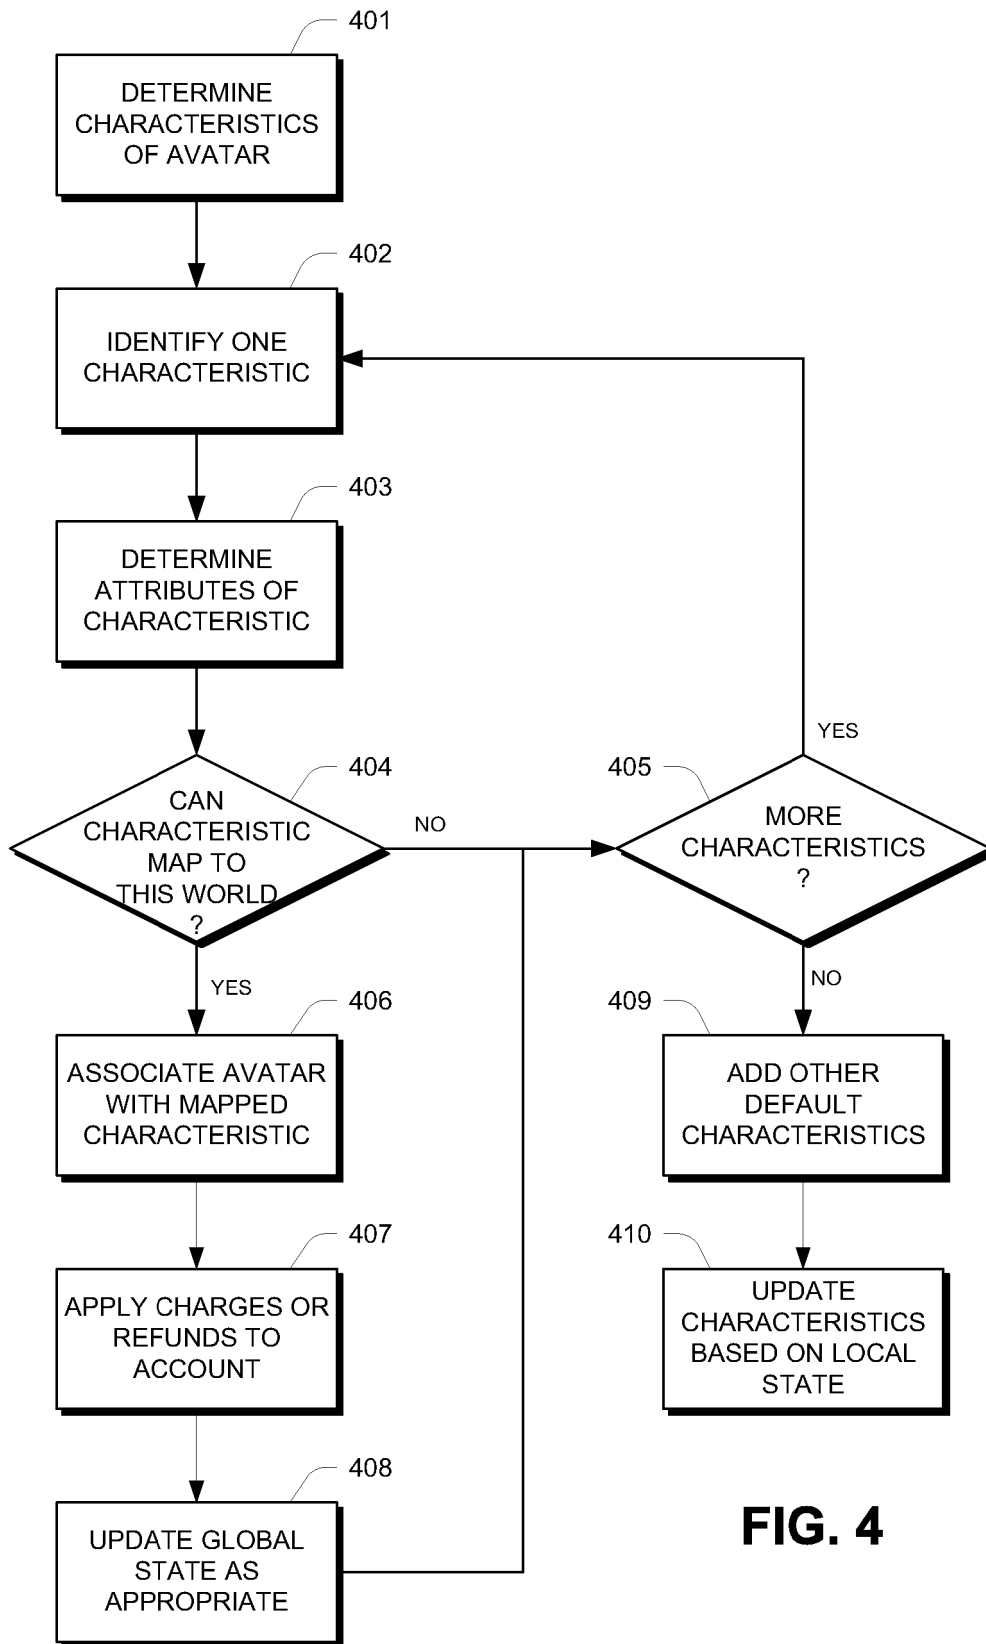 401
DETERMINE
CHARACTERISTICS
OF AVATAR
402
IDENTIFY ONE
CHARACTERISTIC
403
DETERMINE
ATTRIBUTES OF
CHARACTERISTIC
404
CAN
CHARACTERISTIC
MAP TO
THIS WORLD
?
NO
YES
405
MORE
CHARACTERISTICS
?
YES
NO
406
ASSOCIATE AVATAR
WITH MAPPED
CHARACTERISTIC
407
APPLY CHARGES OR
REFUNDS TO
ACCOUNT
408
UPDATE GLOBAL
STATE AS
APPROPRIATE
409
ADD OTHER
DEFAULT
CHARACTERISTICS
410
UPDATE
CHARACTERISTICS
BASED ON LOCAL
STATE
FIG. 4